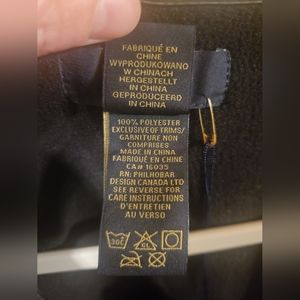 FABRIQUÉ EN
CHINE
WYPRODUKOWANO
W CHINACH
HERGESTELLT
IN CHINA
GEPRODUCEERD
IN CHINA
100% POLYESTER
EXCLUSIVE OF TRIMS/
GARNITURE NON
COMPRISES
MADE IN CHINA
FABRIQUÉ EN CHINE
CA# 16035
RN: PHILHOBAR
DESIGN CANADA LTD
SEE REVERSE FOR
CARE INSTRUCTIONS
D'ENTRETIEN
AU VERSO
30C CL